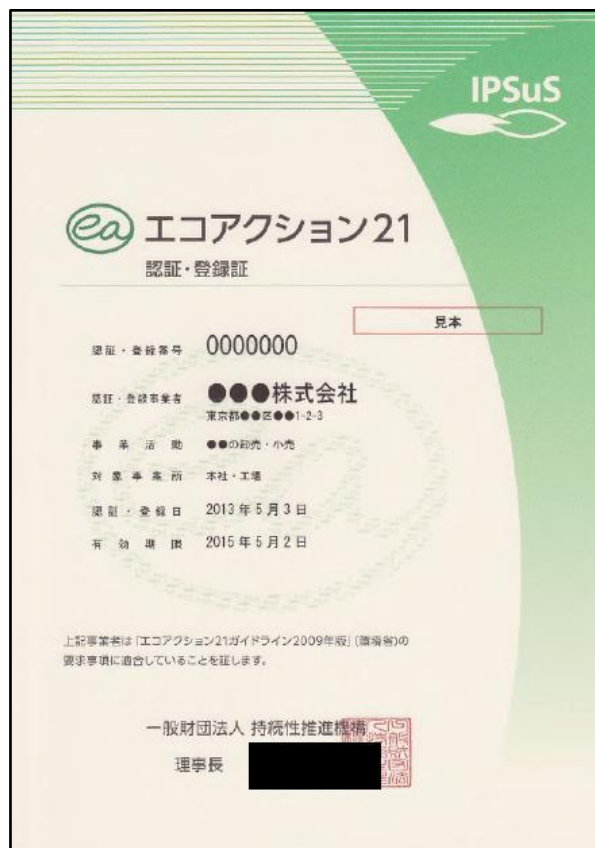 IPSuS
ea エコアクション21
認証・登録証
見本
認証・登録番号 0000000
認証・登録事業者 ●●●株式会社
東京都●●区●●1-2-3
事業活動 ●●の卸売・小売
対象事業所 本社・工場
認証・登録日 2013年5月3日
有効期限 2015年5月2日
上記事業者は「エコアクション21ガイドライン2009年版」(環境省)の
要求事項に適合していることを証します。
一般財団法人 持続性推進機構
理事長